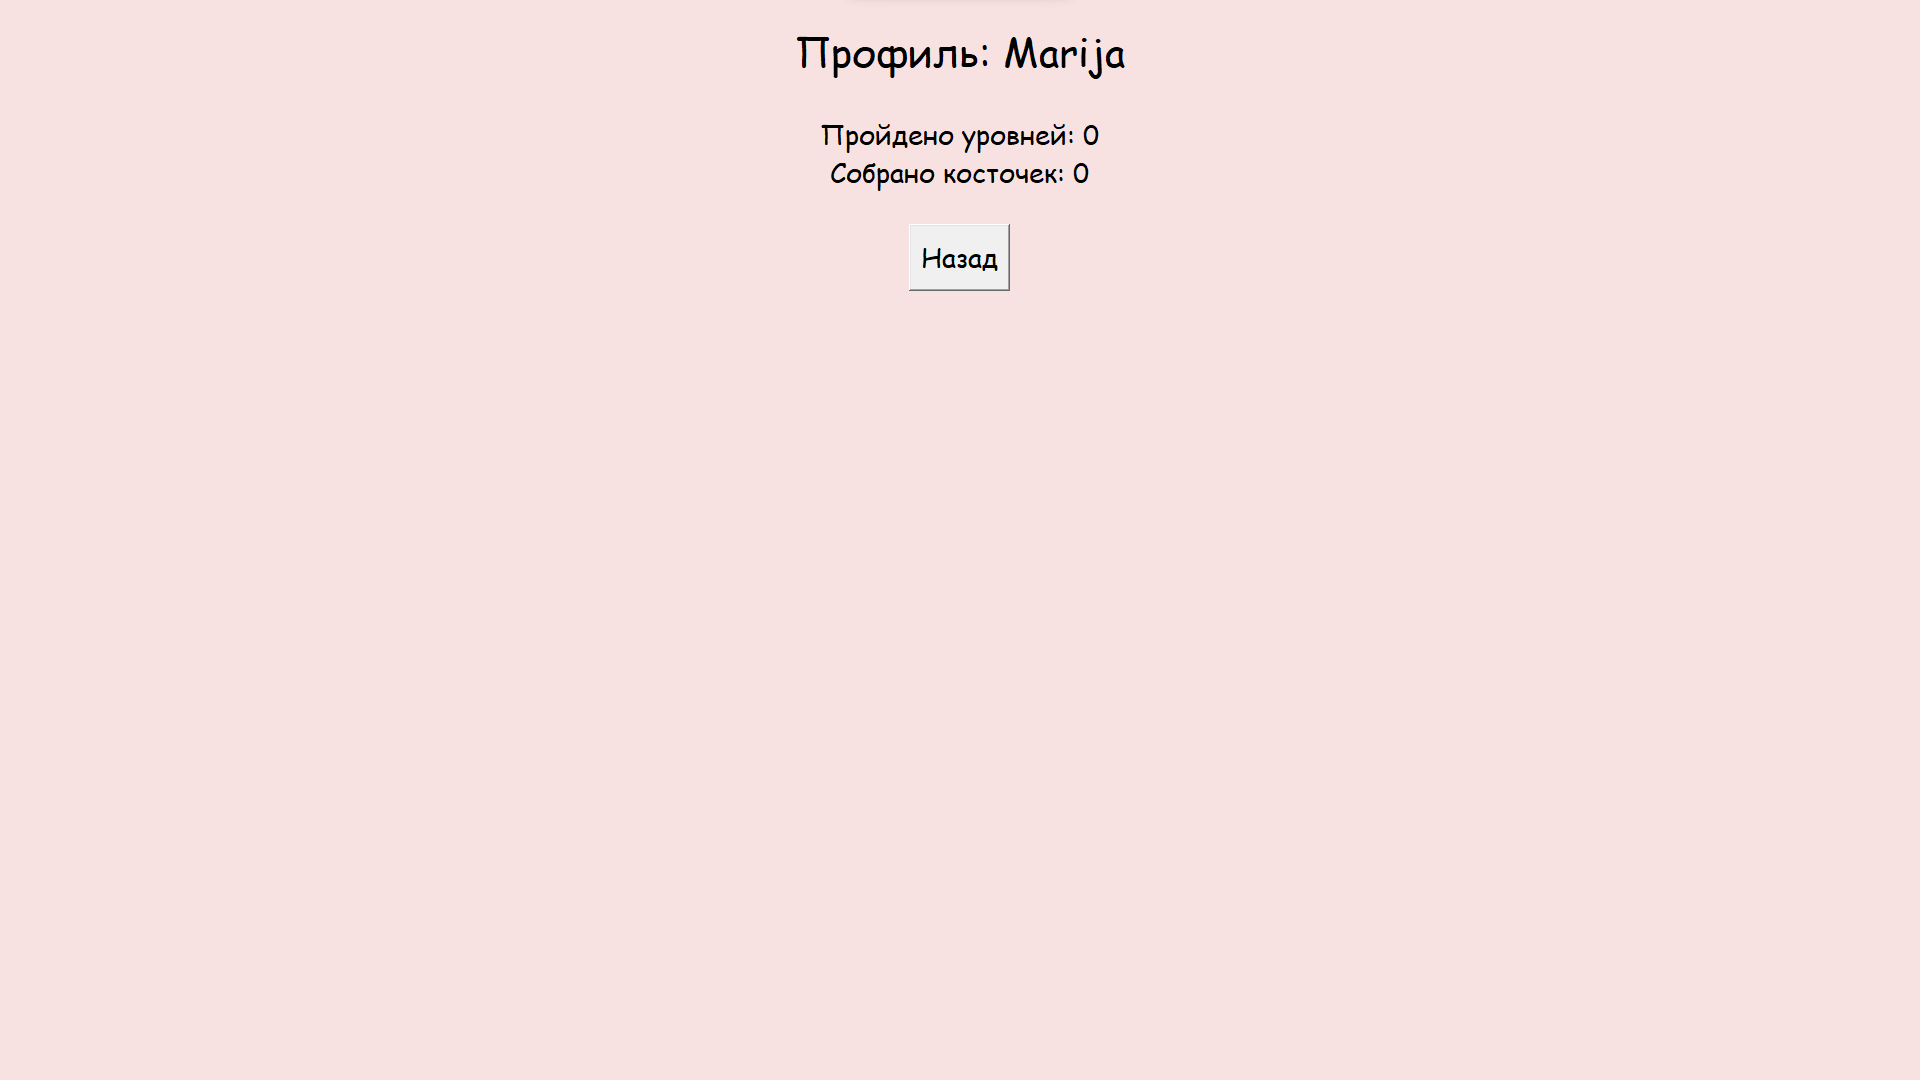 Профиль: Marija
Пройдено уровней: 0
Собрано косточек: 0
Назад